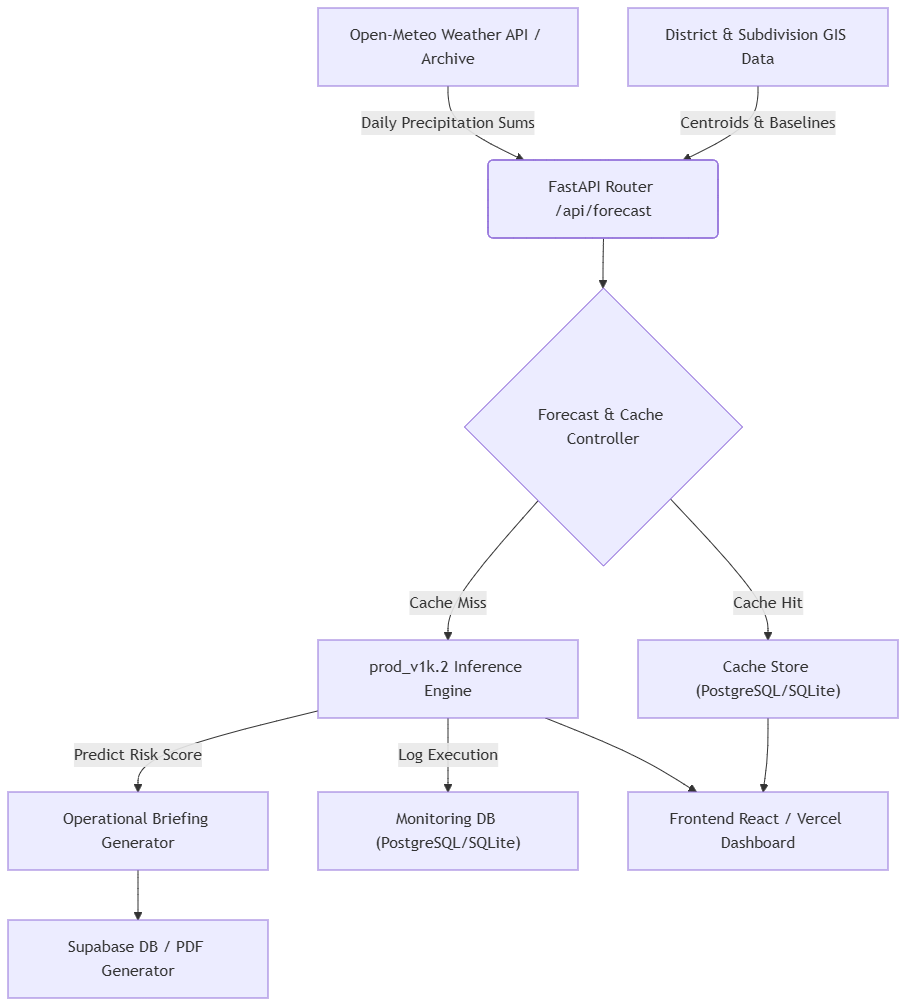 Open-Meteo Weather API /
Archive
District & Subdivision GIS
Data
Daily Precipitation Sums
Centroids & Baselines
FastAPI Router
/api/forecast
Forecast & Cache
Controller
Cache Miss
Cache Hit
prod_v1k.2 Inference
Engine
Cache Store
(PostgreSQL/SQLite)
Predict Risk Score
Log Execution
Operational Briefing
Generator
Monitoring DB
(PostgreSQL/SQLite)
Frontend React / Vercel
Dashboard
Supabase DB / PDF
Generator